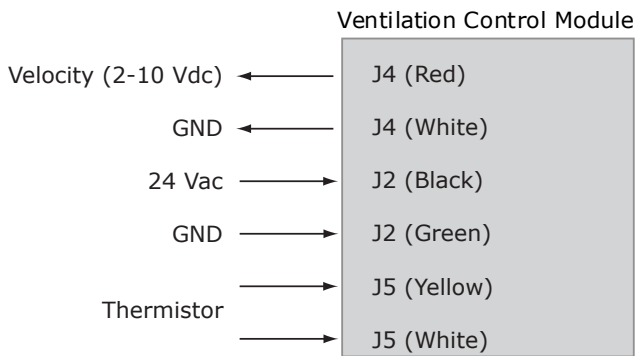 Ventilation Control Module
Velocity (2-10 Vdc) J4 (Red)
GND J4 (White)
24 Vac J2 (Black)
GND J2 (Green)
J5 (Yellow)
Thermistor
J5 (White)